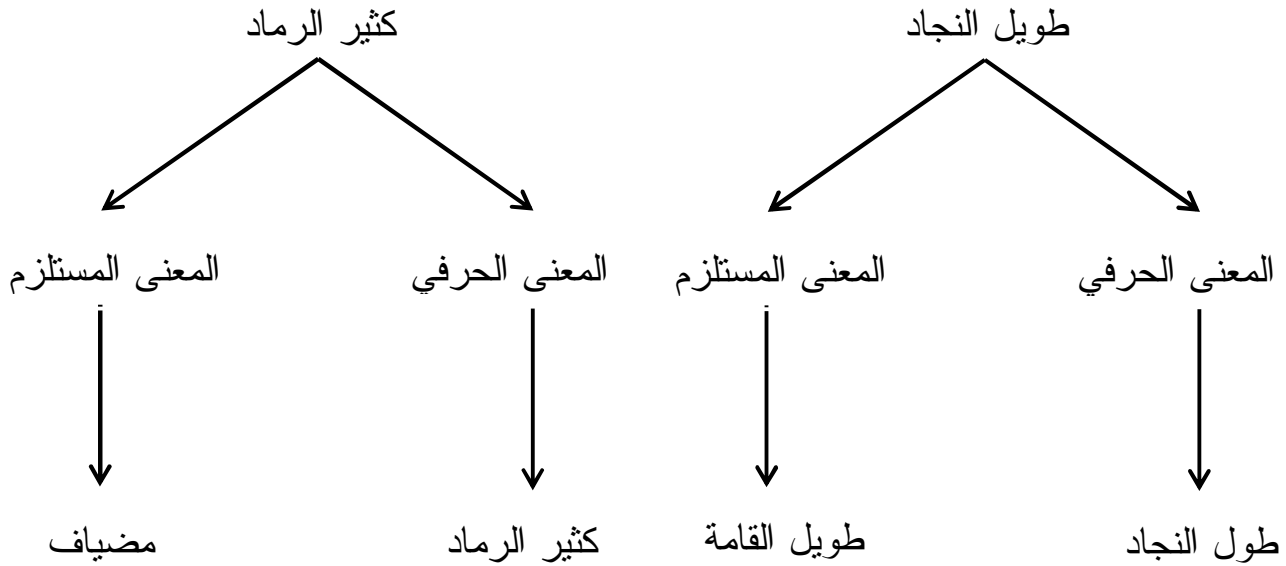 طويل النجاد كثير الرماد
المعنى الحرفي المعنى المستلزم المعنى الحرفي المعنى المستلزم
طول النجاد طويل القامة كثير الرماد مضياف